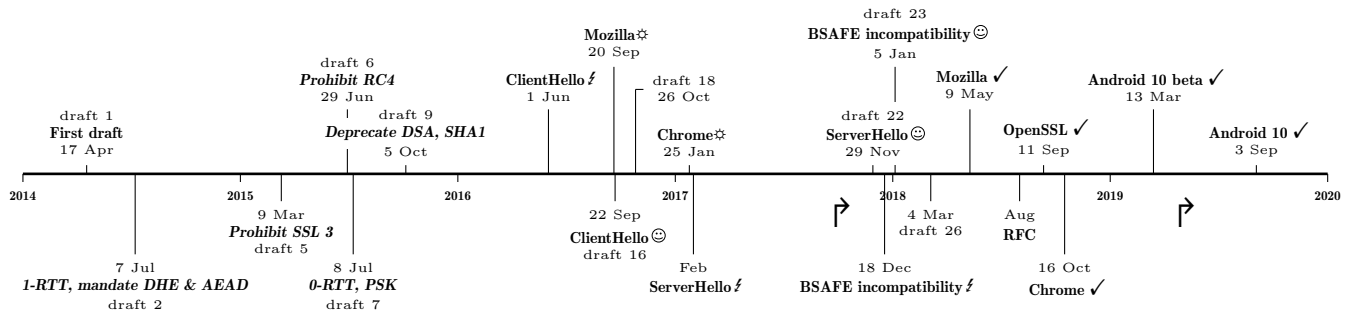 draft 1
First draft
17 Apr
draft 6
Prohibit RC4
29 Jun
draft 9
Deprecate DSA, SHA1
5 Oct
ClientHello ⚡
1 Jun
Mozilla☼
20 Sep
draft 18
26 Oct
Chrome☼
25 Jan
draft 23
BSAFE incompatibility ☺
5 Jan
draft 22
ServerHello ☺
29 Nov
Mozilla ✓
9 May
OpenSSL ✓
11 Sep
Android 10 beta ✓
13 Mar
Android 10 ✓
3 Sep
2014 2015 2016 2017 2018 2019 2020
7 Jul
1-RTT, mandate DHE & AEAD
draft 2
9 Mar
Prohibit SSL 3
draft 5
8 Jul
0-RTT, PSK
draft 7
22 Sep
ClientHello ☺
draft 16
Feb
ServerHello ⚡
18 Dec
BSAFE incompatibility ⚡
4 Mar
draft 26
Aug
RFC
16 Oct
Chrome ✓